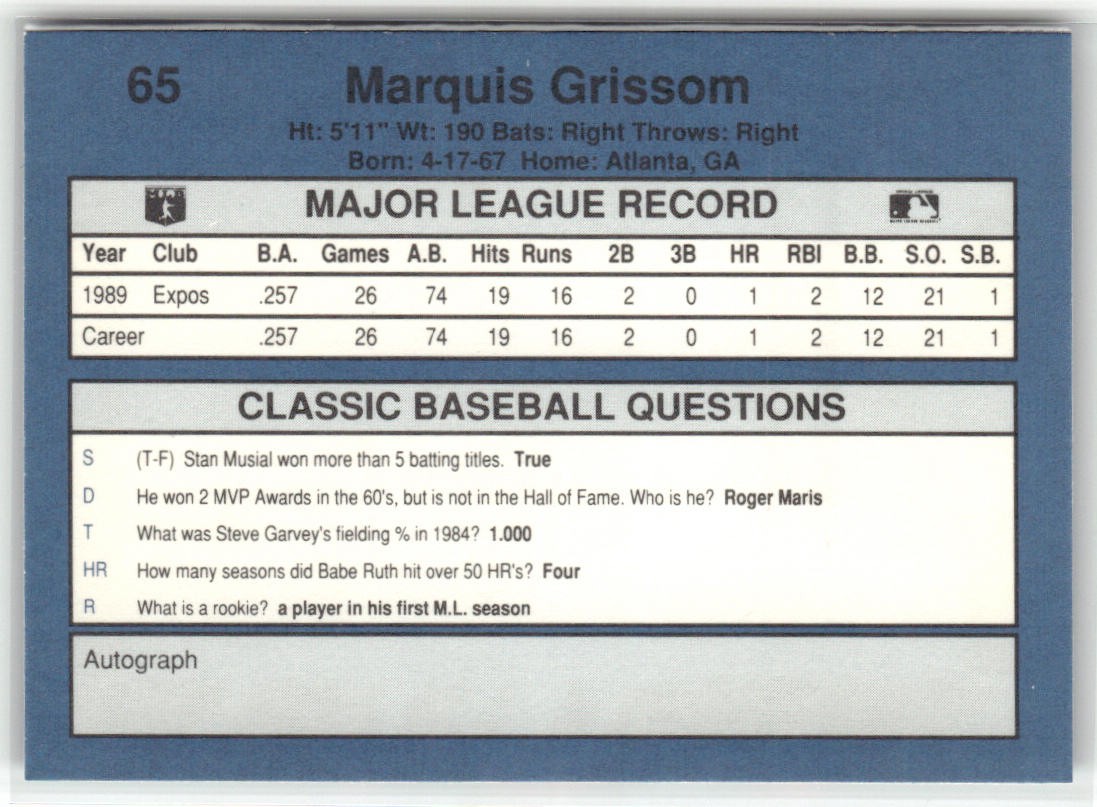 65 Marquis Grissom
Ht: 5'11" Wt: 190 Bats: Right Throws: Right
Born: 4-17-67 Home: Atlanta, GA
MAJOR LEAGUE RECORD
Year Club B.A. Games A.B. Hits Runs 2B 3B HR RBI B.B. S.O. S.B.
1989 Expos .257 26 74 19 16 2 0 1 2 12 21 1
Career .257 26 74 19 16 2 0 1 2 12 21 1
CLASSIC BASEBALL QUESTIONS
S (T-F) Stan Musial won more than 5 batting titles. True
D He won 2 MVP Awards in the 60's, but is not in the Hall of Fame. Who is he? Roger Maris
T What was Steve Garvey's fielding % in 1984? 1.000
HR How many seasons did Babe Ruth hit over 50 HR's? Four
R What is a rookie? a player in his first M.L. season
Autograph